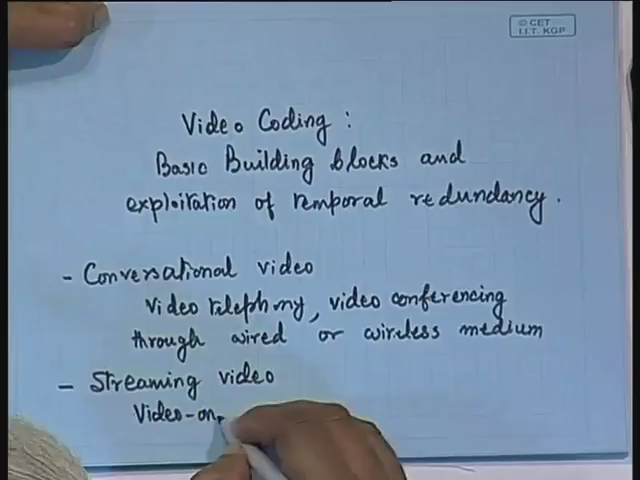 © CET
I.I.T. KGP
Video Coding :
Basic Building blocks and
exploitation of temporal redundancy.
- Conversational video
Video telephony, video conferencing
through wired or wireless medium
- Streaming video
Video-on